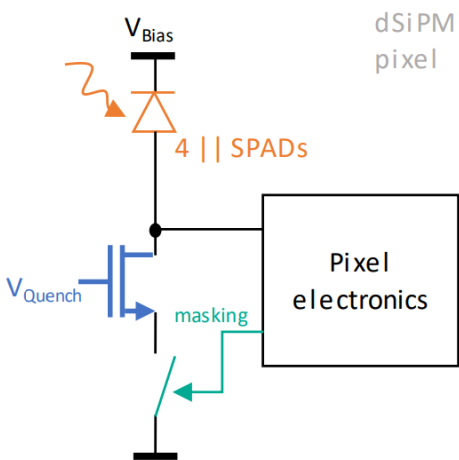 V_Bias
dSiPM
pixel
4 || SPADs
V_Quench
masking
Pixel
electronics